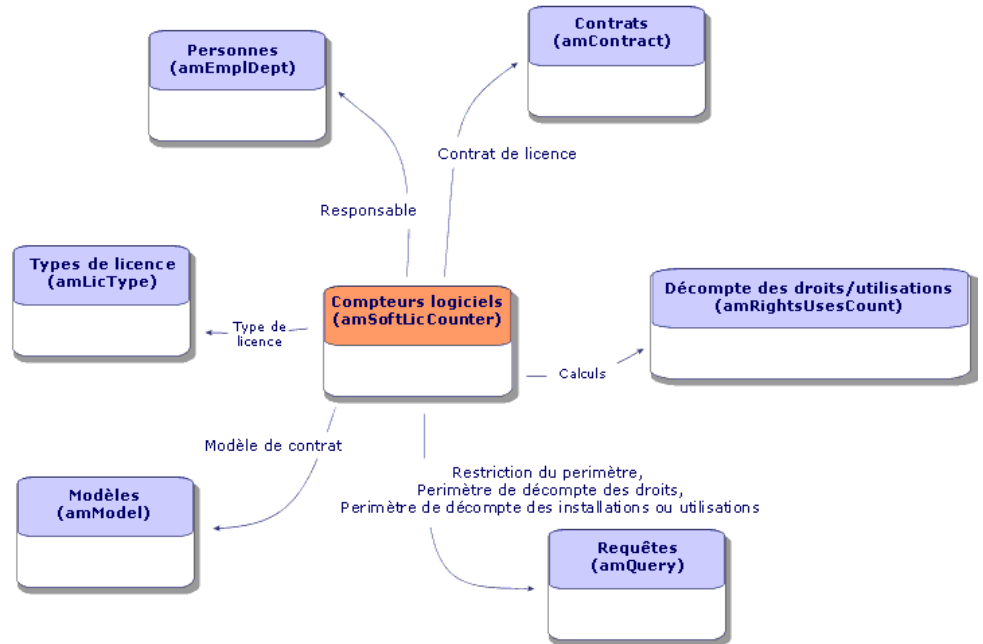 Contrats
(amContract)
Personnes
(amEmplDept)
Contrat de licence
Responsable
Types de licence
(amLicType)
Compteurs logiciels
(amSoftLicCounter)
Décompte des droits/utilisations
(amRightsUsesCount)
Type de
licence
Calculs
Modèle de contrat
Restriction du perimètre,
Perimètre de décompte des droits,
Perimètre de décompte des installations ou utilisations
Modèles
(amModel)
Requêtes
(amQuery)